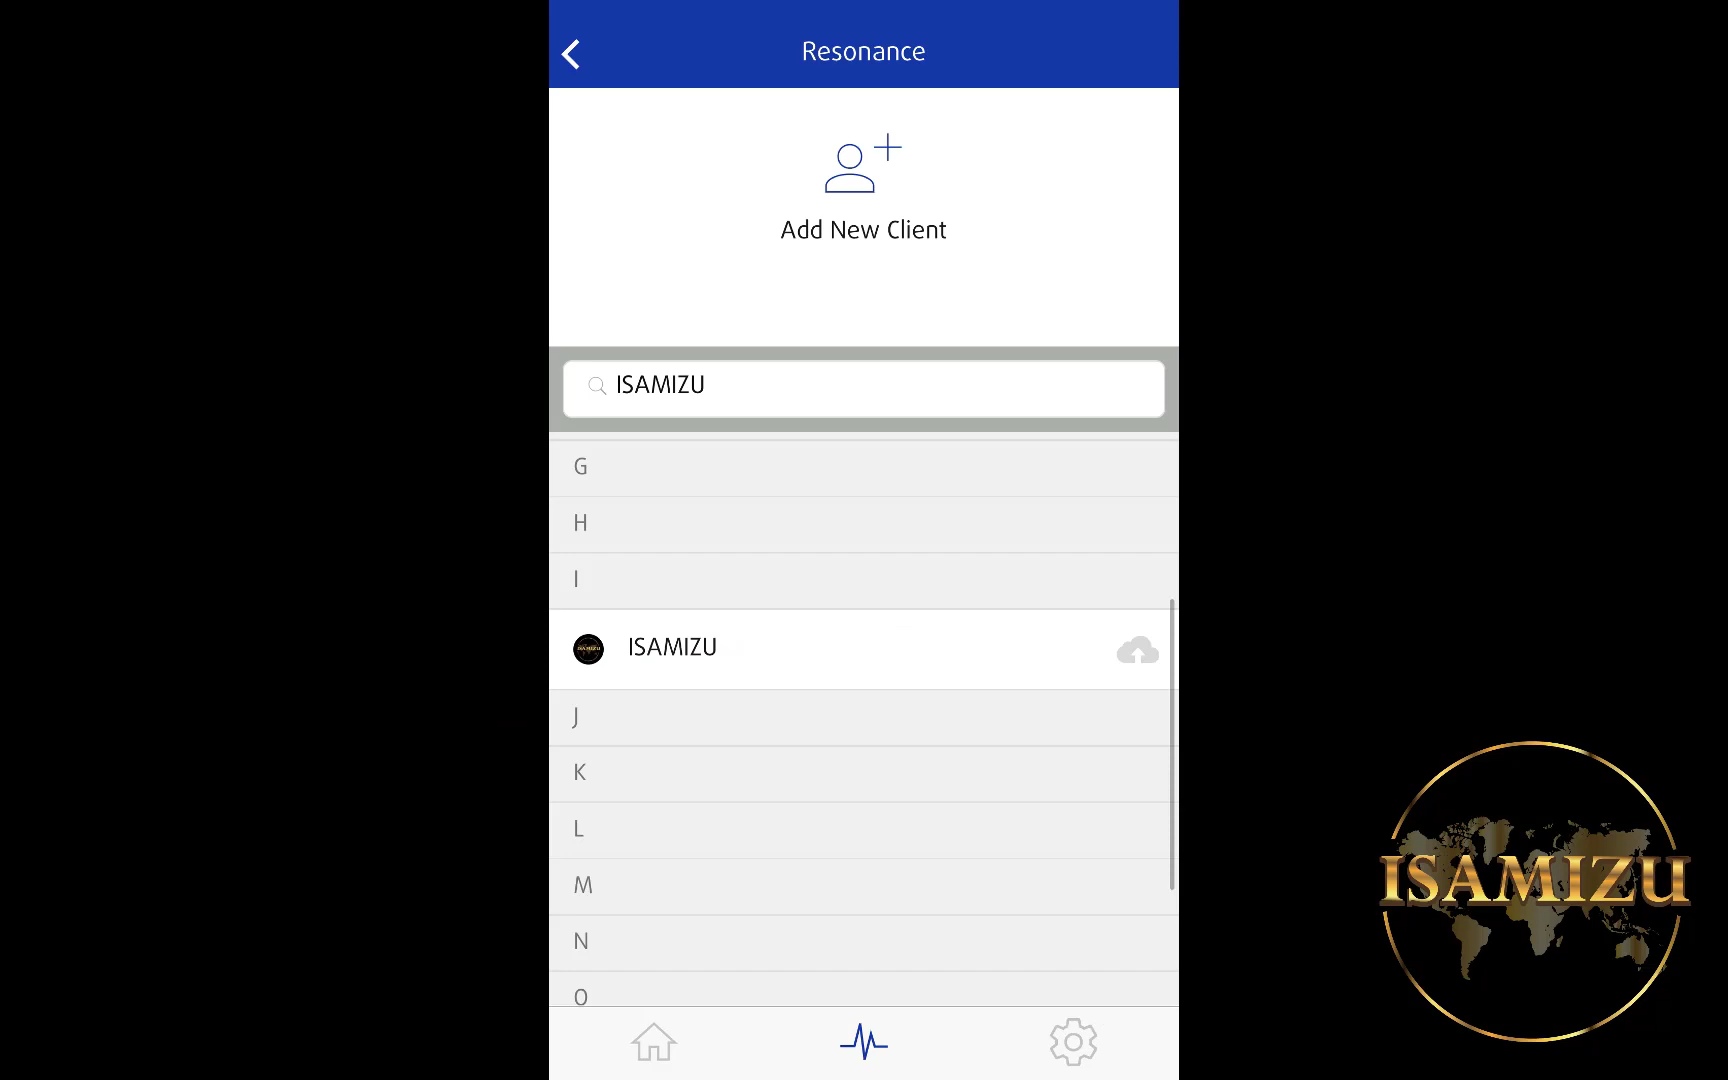 Resonance
Add New Client
ISAMIZU
G
H
I
ISAMIZU
J
K
L
M
N
O
ISAMIZU